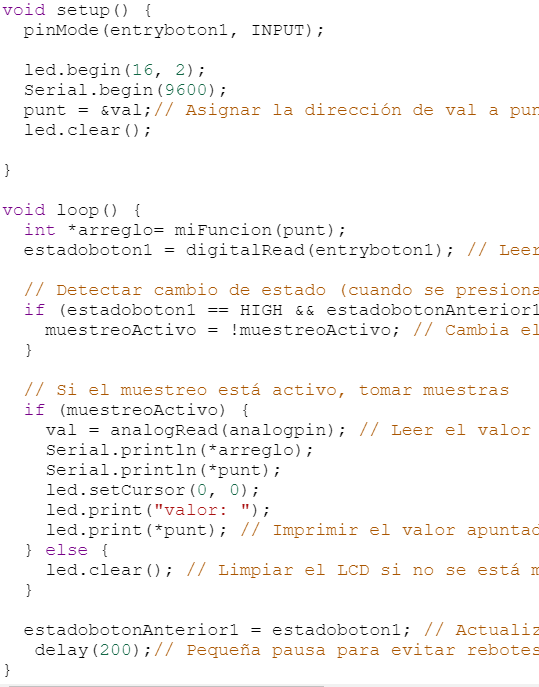 void setup() {
  pinMode(entryboton1, INPUT);

  led.begin(16, 2);
  Serial.begin(9600);
  punt = &val;// Asignar la dirección de val a pun
  led.clear();

}

void loop() {
  int *arreglo= miFuncion(punt);
  estadoboton1 = digitalRead(entryboton1); // Leer

  // Detectar cambio de estado (cuando se presiona
  if (estadoboton1 == HIGH && estadobotonAnterior1
    muestreoActivo = !muestreoActivo; // Cambia el
  }

  // Si el muestreo está activo, tomar muestras
  if (muestreoActivo) {
    val = analogRead(analogpin); // Leer el valor
    Serial.println(*arreglo);
    Serial.println(*punt);
    led.setCursor(0, 0);
    led.print("valor: ");
    led.print(*punt); // Imprimir el valor apuntad
  } else {
    led.clear(); // Limpiar el LCD si no se está m
  }

  estadobotonAnterior1 = estadoboton1; // Actualiz
   delay(200);// Pequeña pausa para evitar rebotes
}